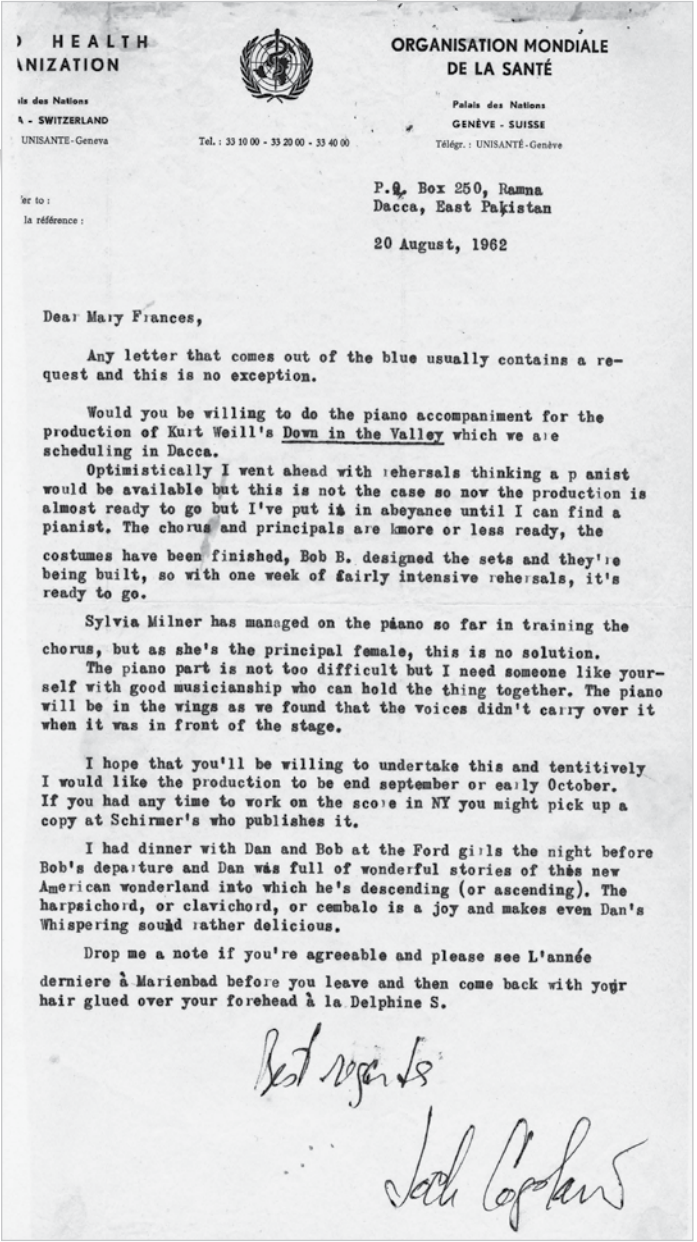 HEALTH
ORGANISATION MONDIALE
DE LA SANTÉ
des Nations
Palais des Nations
- SWITZERLAND
GENÈVE - SUISSE
UNISANTE-Geneva
Tel. : 33 10 00 - 33 20 00 - 33 40 00
Télégr. : UNISANTÉ-Genève
to :
la référence :
P.O. Box 250, Ramna
Dacca, East Pakistan
20 August, 1962
Dear Mary Frances,
Any letter that comes out of the blue usually contains a re-
quest and this is no exception.
Would you be willing to do the piano accompaniment for the
production of Kurt Weill's Down in the Valley which we are
scheduling in Dacca.
Optimistically I went ahead with rehersals thinking a p anist
would be available but this is not the case so now the production is
almost ready to go but I've put it in abeyance until I can find a
pianist. The chorus and principals are kmore or less ready, the
costumes have been finished, Bob B. designed the sets and they're
being built, so with one week of fairly intensive rehersals, it's
ready to go.
Sylvia Milner has managed on the piano so far in training the
chorus, but as she's the principal female, this is no solution.
The piano part is not too difficult but I need someone like your-
self with good musicianship who can hold the thing together. The piano
will be in the wings as we found that the voices didn't carry over it
when it was in front of the stage.
I hope that you'll be willing to undertake this and tentitively
I would like the production to be end september or early October.
If you had any time to work on the score in NY you might pick up a
copy at Schirmer's who publishes it.
I had dinner with Dan and Bob at the Ford girls the night before
Bob's departure and Dan was full of wonderful stories of this new
American wonderland into which he's descending (or ascending). The
harpsichord, or clavichord, or cembalo is a joy and makes even Dan's
Whispering sound rather delicious.
Drop me a note if you're agreeable and please see L'année
derniere à Marienbad before you leave and then come back with your
hair glued over your forehead à la Delphine S.
Best regards